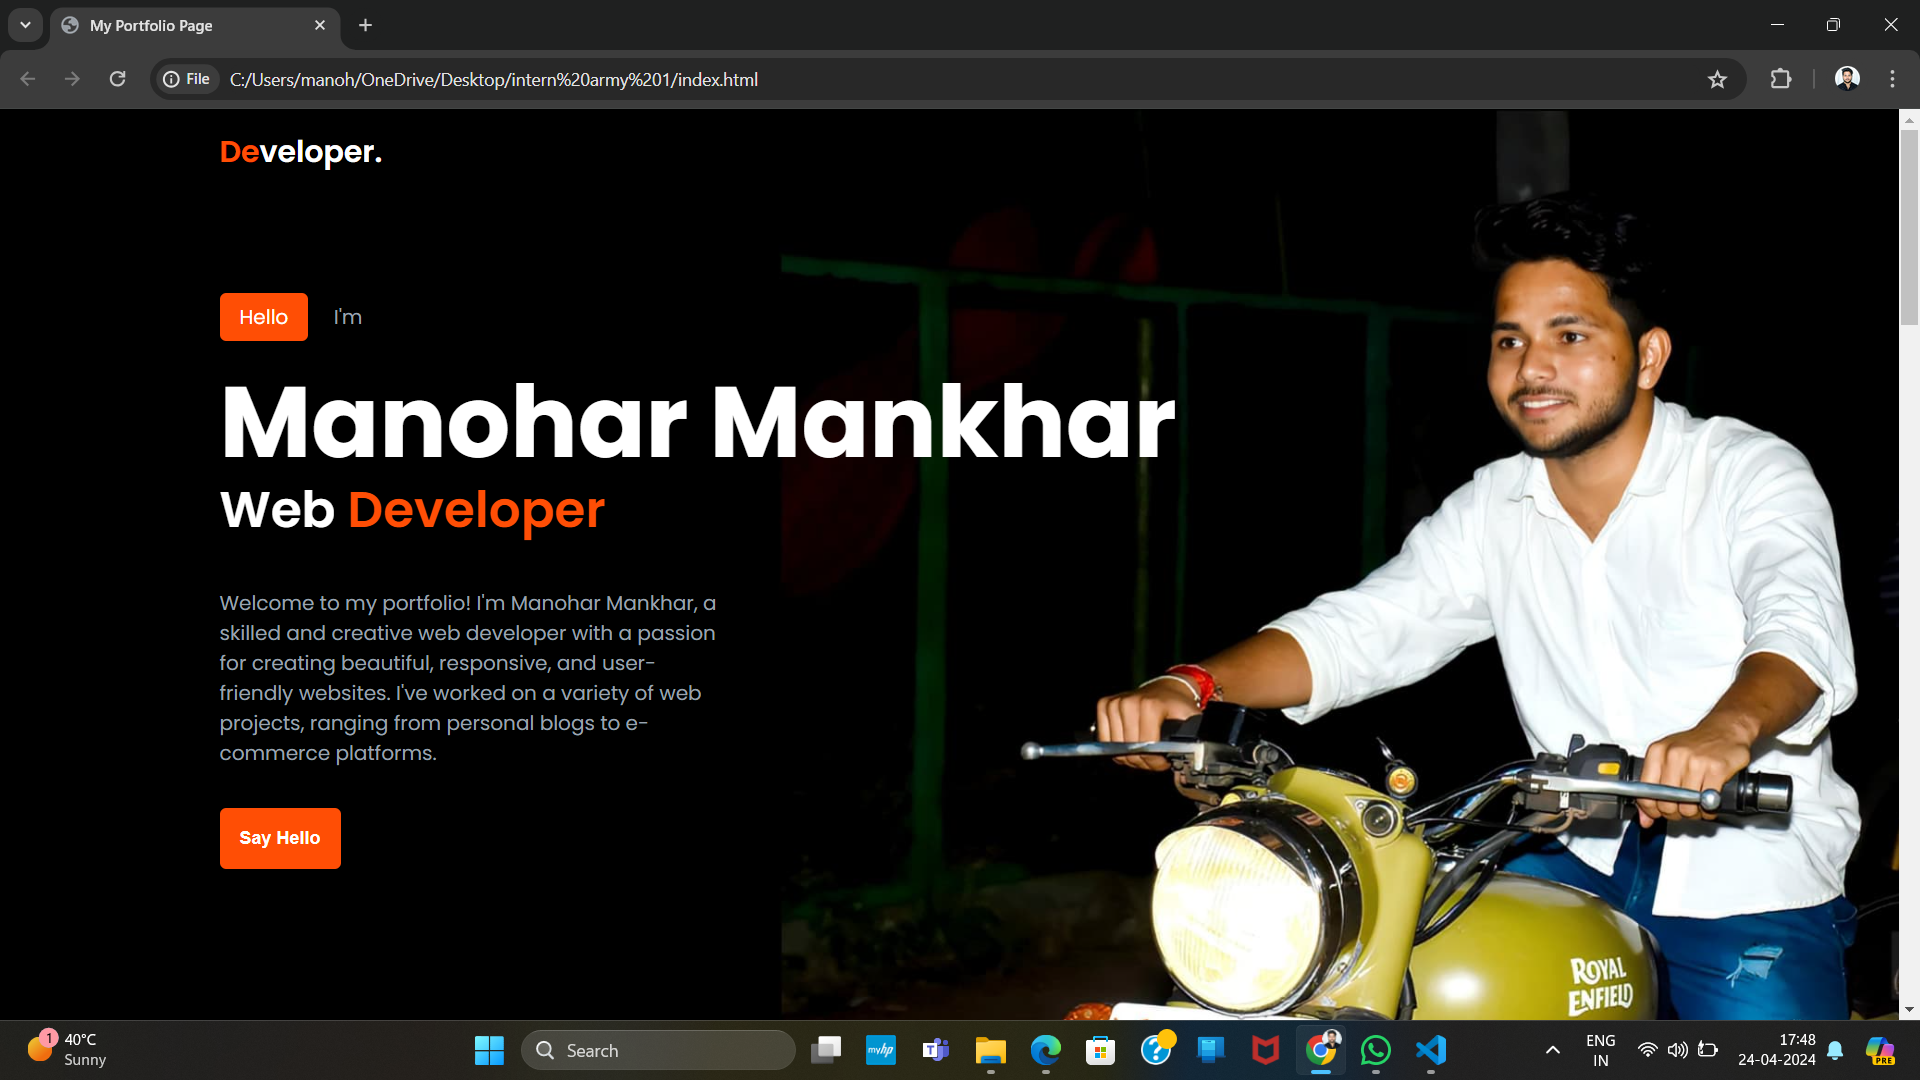 My Portfolio Page
File
C:/Users/manoh/OneDrive/Desktop/intern%20army%201/index.html
Developer.
Hello
I'm
Manohar Mankhar
Web Developer
Welcome to my portfolio! I'm Manohar Mankhar, a
skilled and creative web developer with a passion
for creating beautiful, responsive, and user-
friendly websites. I've worked on a variety of web
projects, ranging from personal blogs to e-
commerce platforms.
Say Hello
ROYAL
ENFIELD
1
40°C
Sunny
Search
myhp
T
?
ENG
IN
17:48
24-04-2024
PRE